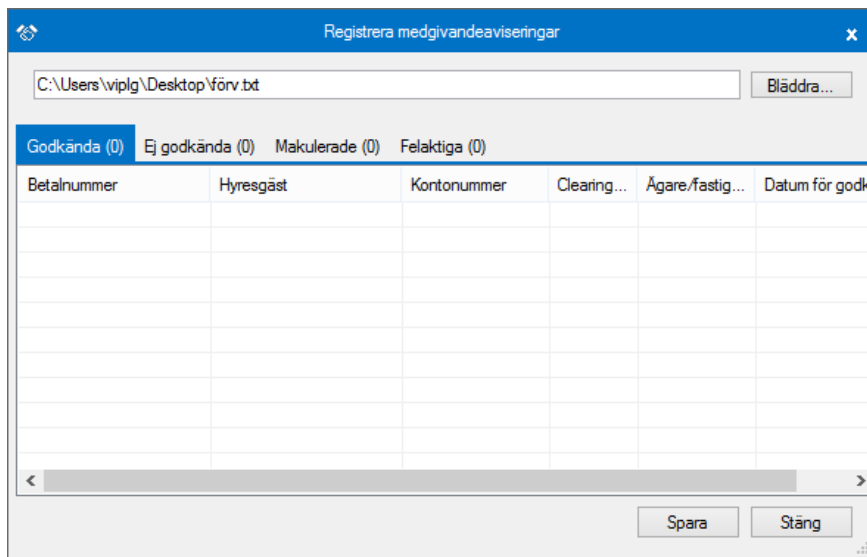 Registrera medgivandeaviseringar
C:\Users\viplg\Desktop\förv.txt
Bläddra...
Godkända (0) Ej godkända (0) Makulerade (0) Felaktiga (0)
Betalnummer Hyresgäst Kontonummer Clearing... Ägare/fastig... Datum för godk
Spara Stäng